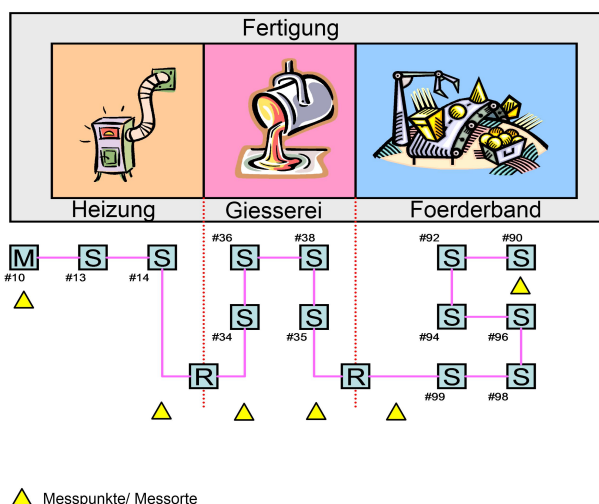 Fertigung
Heizung Giesserei Foerderband
#36 #38 #92 #90
M S S S S S S
#10 #13 #14
S S S S
#34 #35 #94 #96
R R S S
#99 #98
Messpunkte/ Messorte